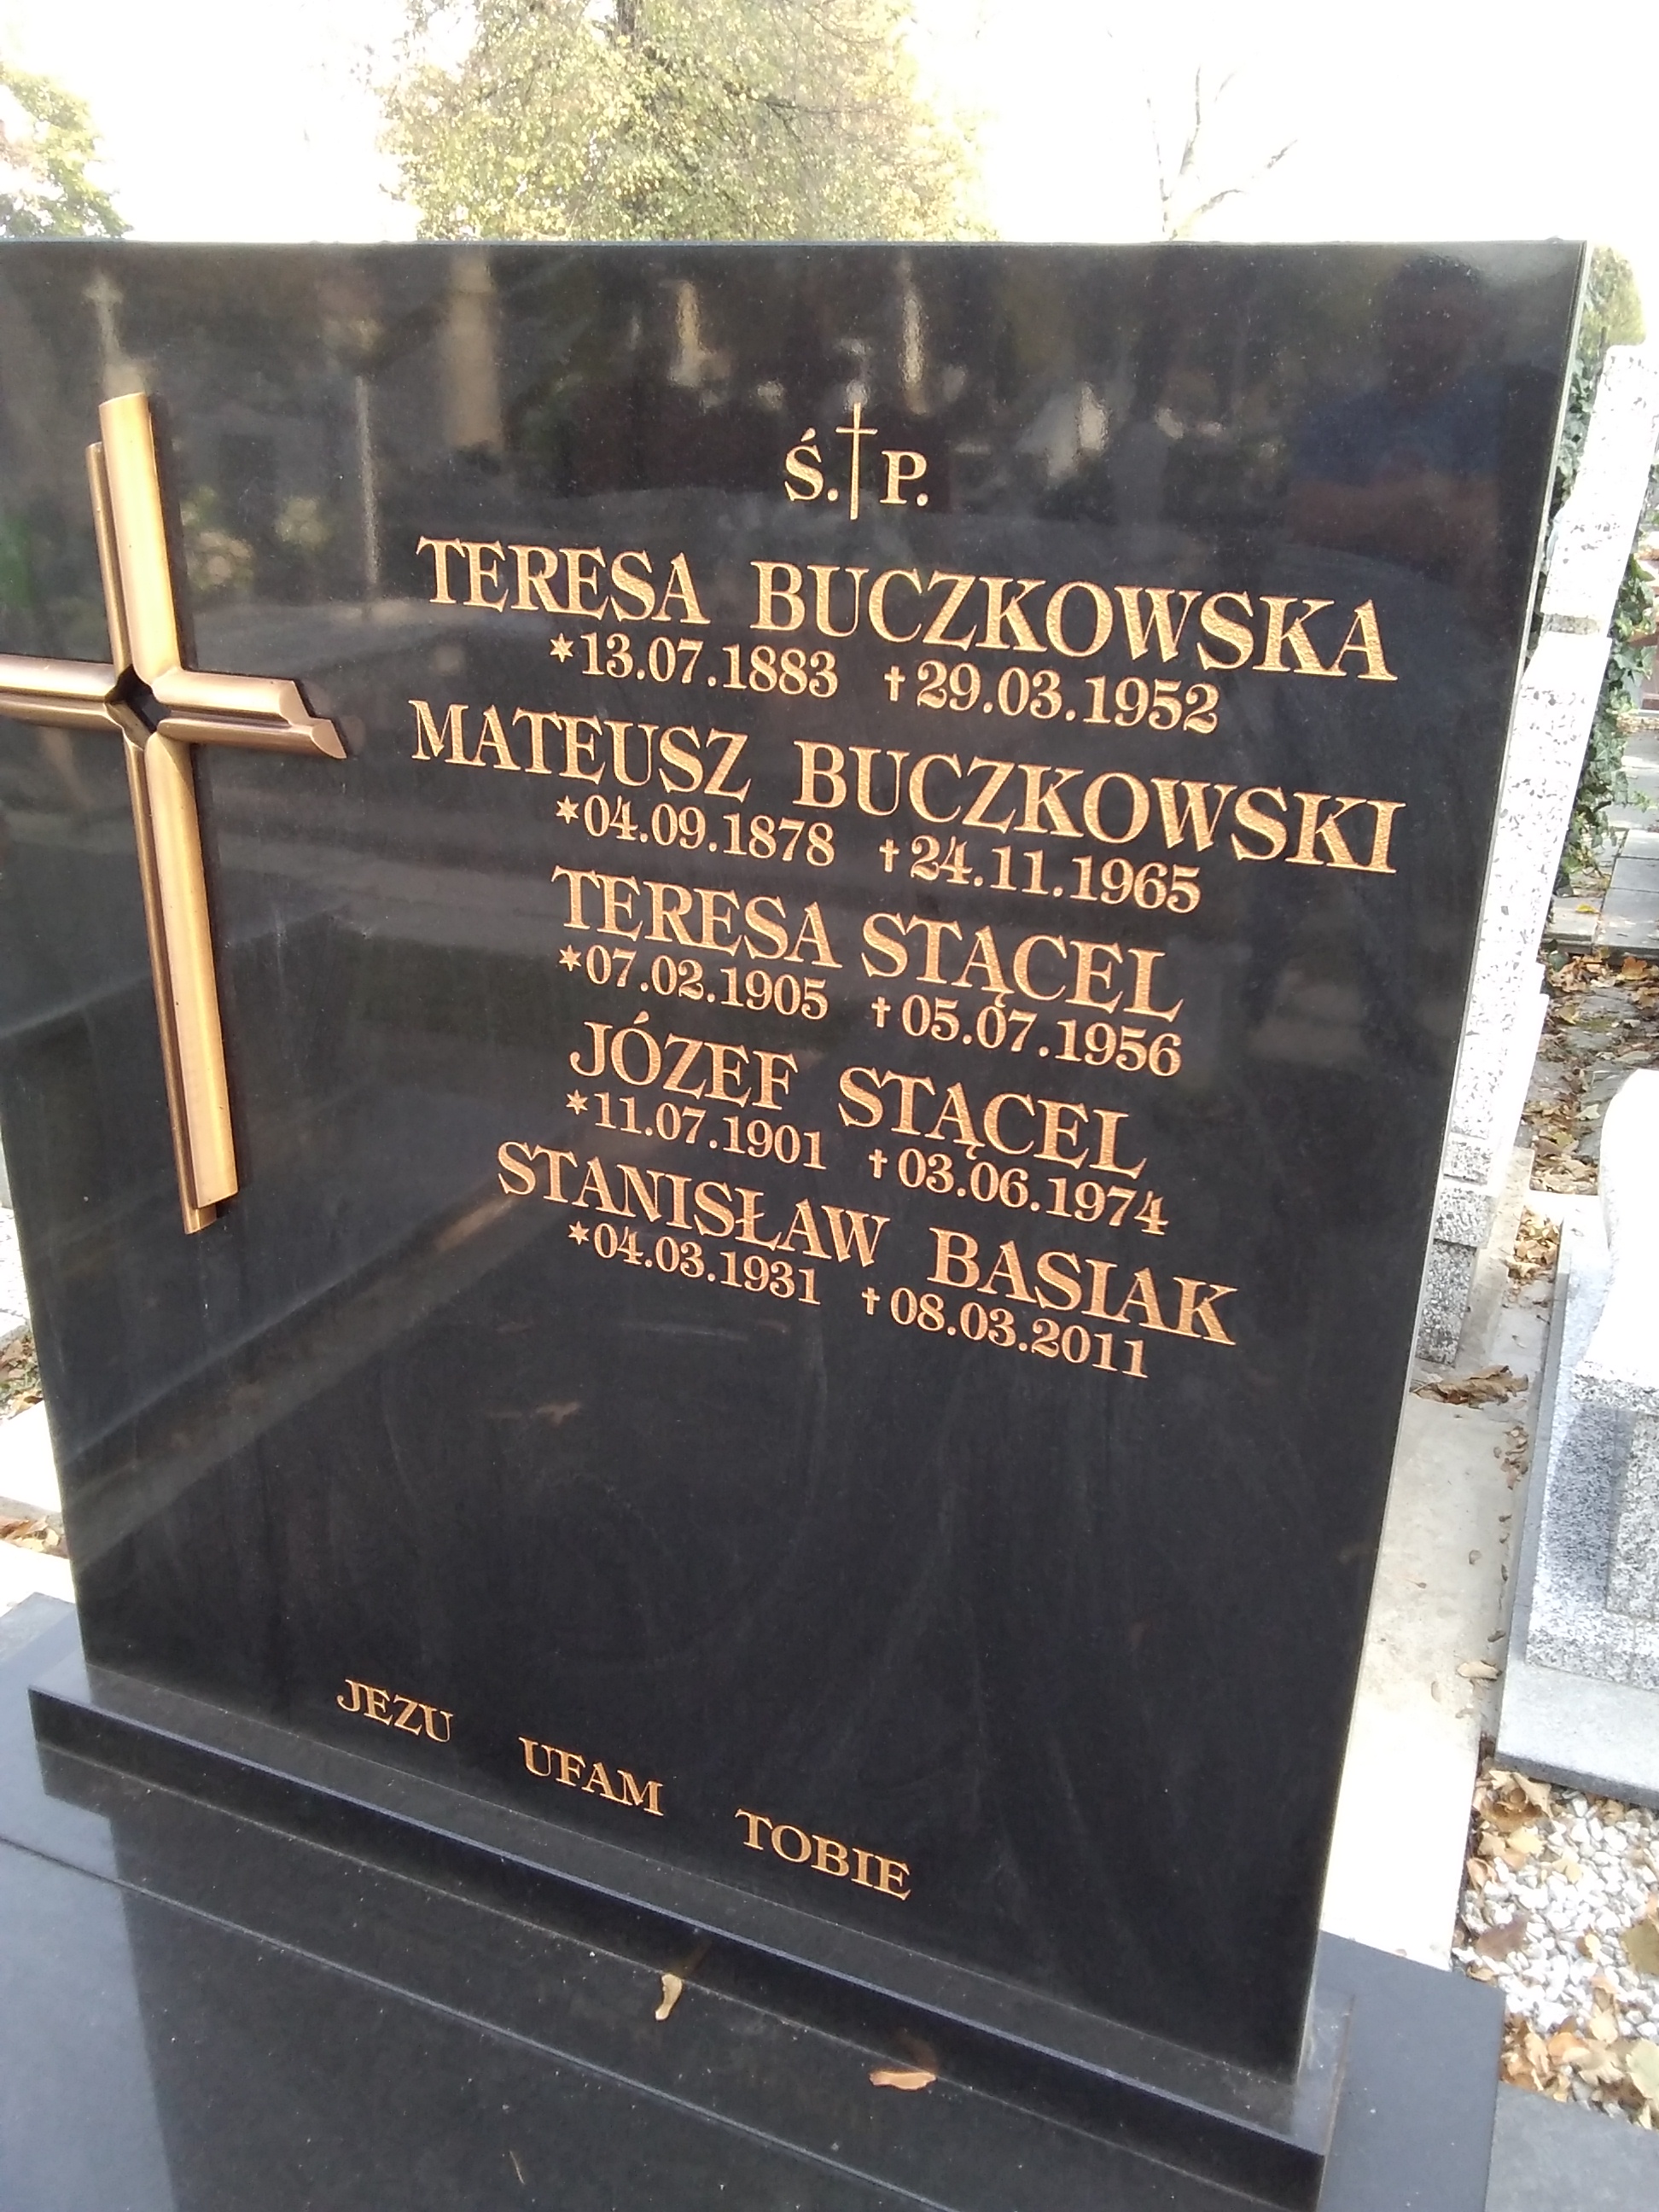 Ś.†P.
TERESA BUCZKOWSKA
*13.07.1883 †29.03.1952
MATEUSZ BUCZKOWSKI
*04.09.1878 †24.11.1965
TERESA STĄCEL
*07.02.1905 †05.07.1956
JÓZEF STĄCEL
*11.07.1901 †03.06.1974
STANISŁAW BASIAK
*04.03.1931 †08.03.2011
JEZU UFAM TOBIE